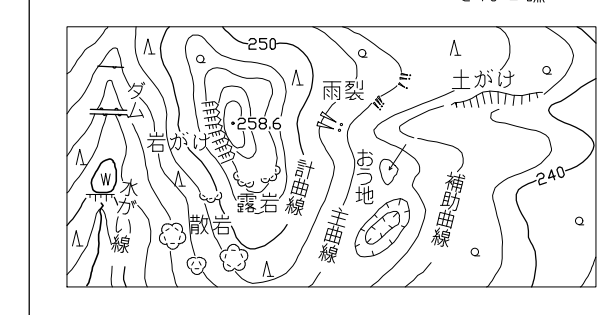 250
ダム
雨裂
土がけ
258.6
岩がけ
W
水がい線
散岩
露岩
計曲線
主曲線
おう地
補助曲線
240